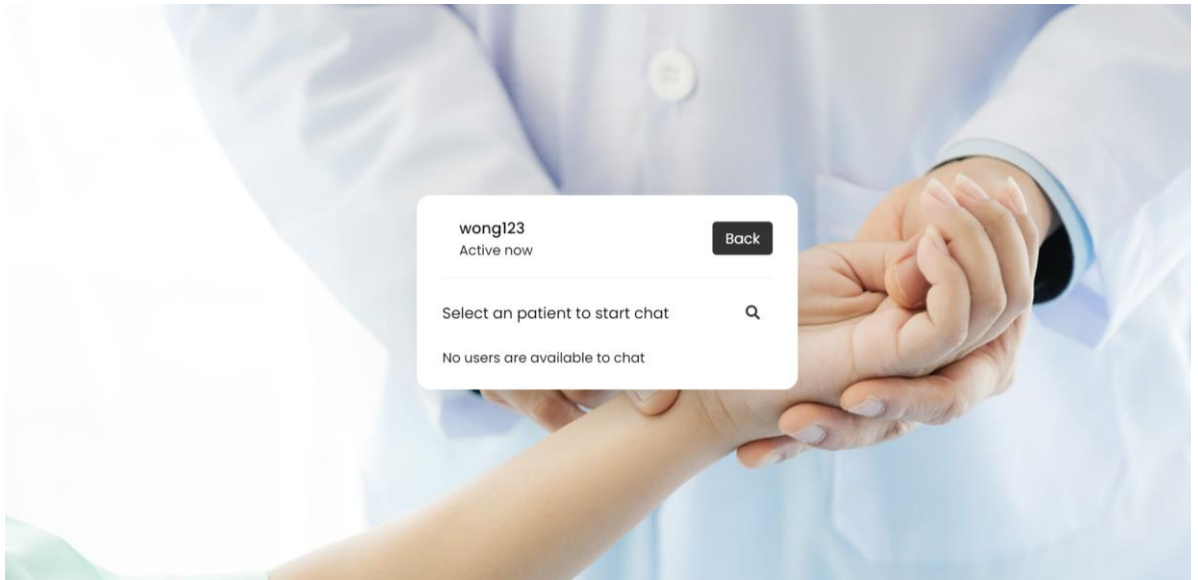 wong123
Active now
Back
Select an patient to start chat
No users are available to chat